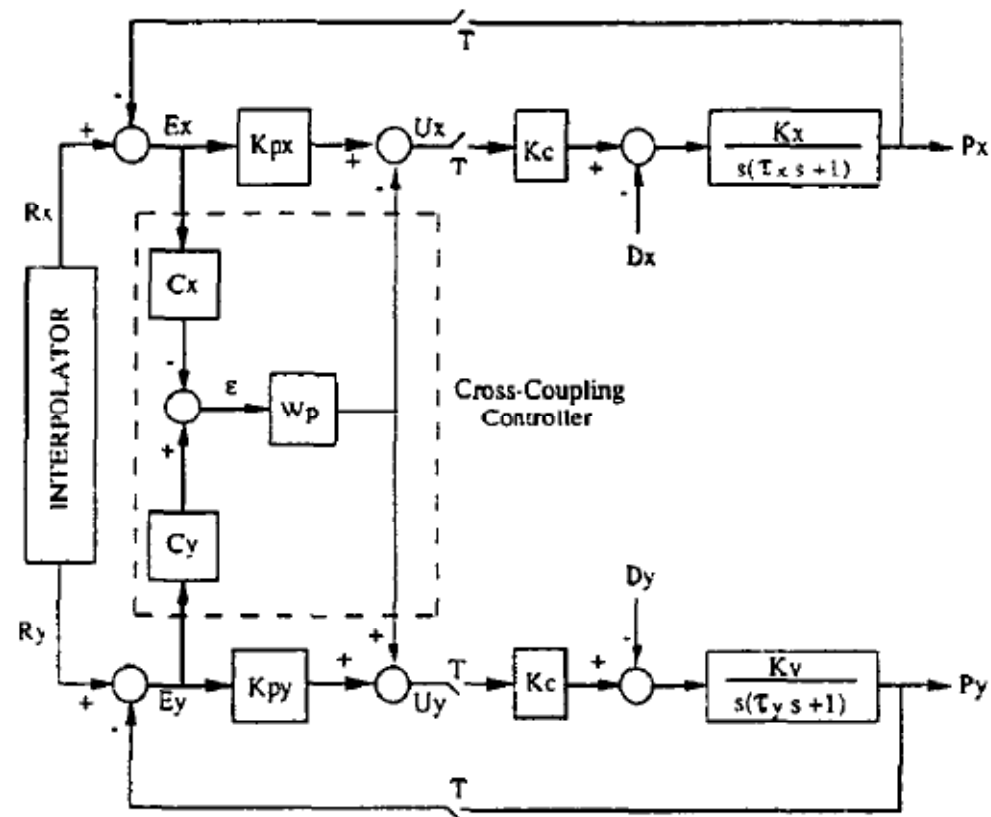 T
-
+
Ex
Kpx
+
Ux
-
T
Kc
+
-
Kx
s(τx s+1)
Px
Rx
Dx
Cx
-
ε
Wp
+
Cross-Coupling
Controller
INTERPOLATOR
Cy
Dy
Ry
+
-
Ey
Kpy
+
+
Uy
T
Kc
+
-
Kv
s(τy s+1)
Py
T